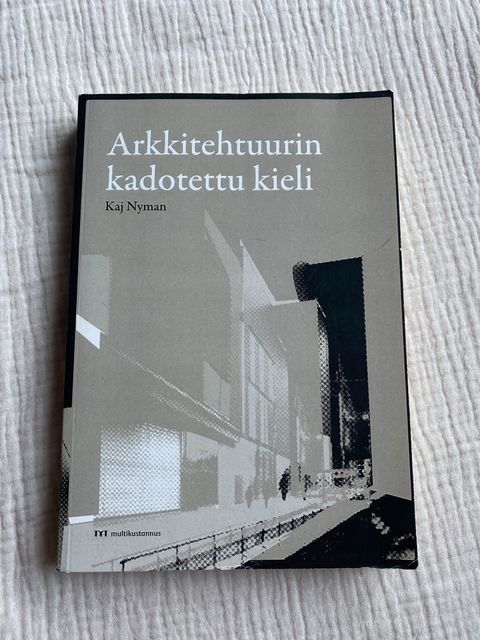 Arkkitehtuurin
kadotettu kieli
Kaj Nyman
multikustannus